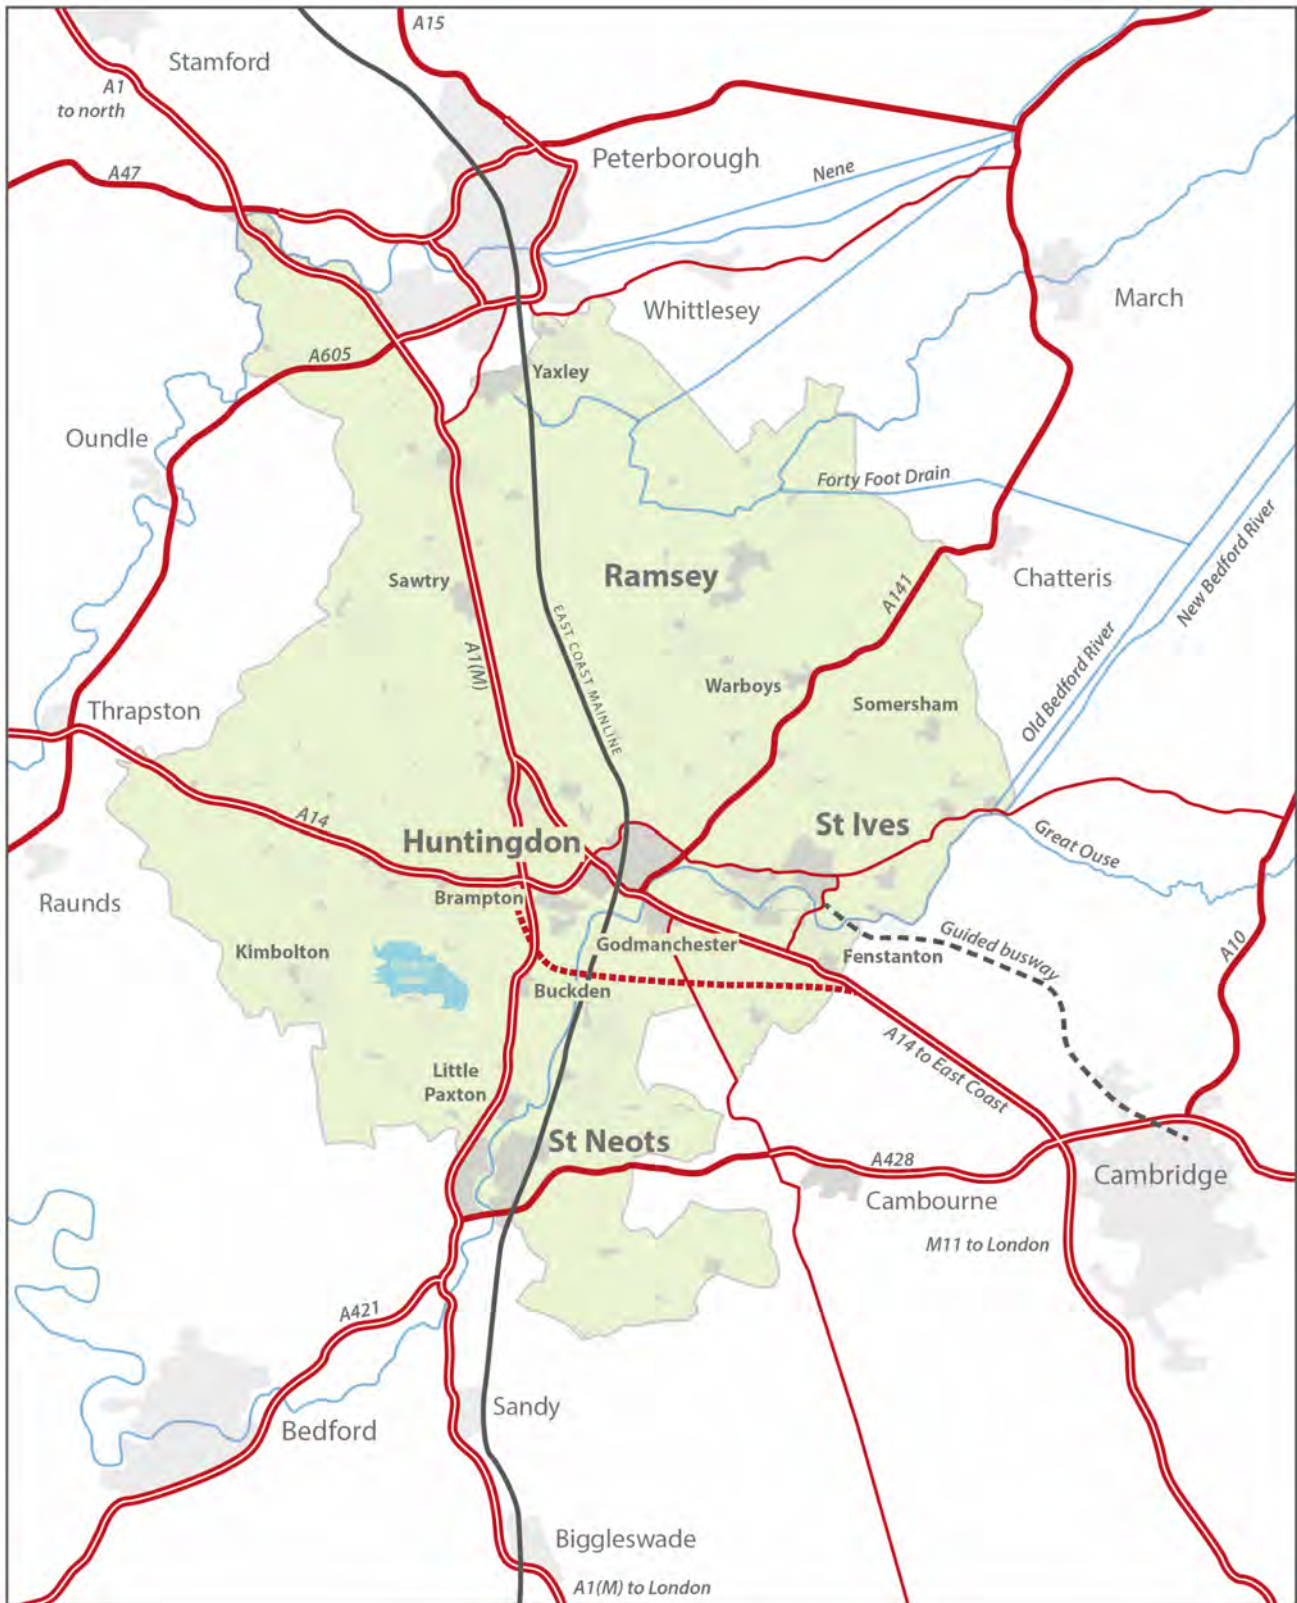 A15
Stamford
A1
to north
Peterborough
A47
Nene
Whittlesey
March
A605
Yaxley
Oundle
Forty Foot Drain
New Bedford River
Ramsey
Sawtry
Chatteris
A141
EAST COAST MAINLINE
A1(M)
Old Bedford River
Warboys
Somersham
Thrapston
A14
Huntingdon
St Ives
Great Ouse
Raunds
Brampton
Godmanchester
Guided busway
A10
Kimbolton
Fenstanton
Buckden
Little
Paxton
A14 to East Coast
St Neots
A428
Cambridge
Cambourne
M11 to London
A421
Sandy
Bedford
Biggleswade
A1(M) to London